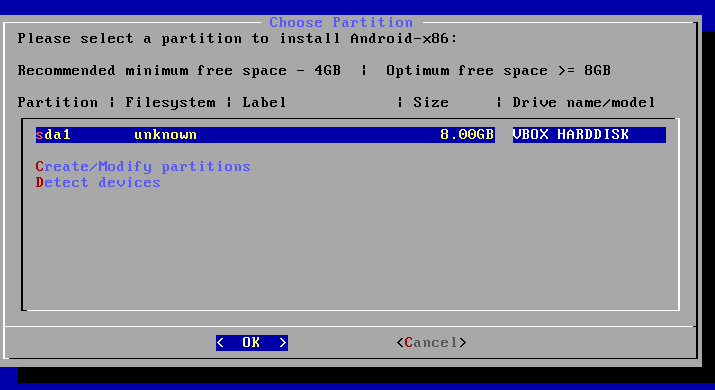 Choose Partition
Please select a partition to install Android-x86:
Recommended minimum free space - 4GB | Optimum free space >= 8GB
Partition | Filesystem | Label | Size | Drive name/model
sda1 unknown 8.00GB VBOX HARDDISK
Create/Modify partitions
Detect devices
< OK > <Cancel>